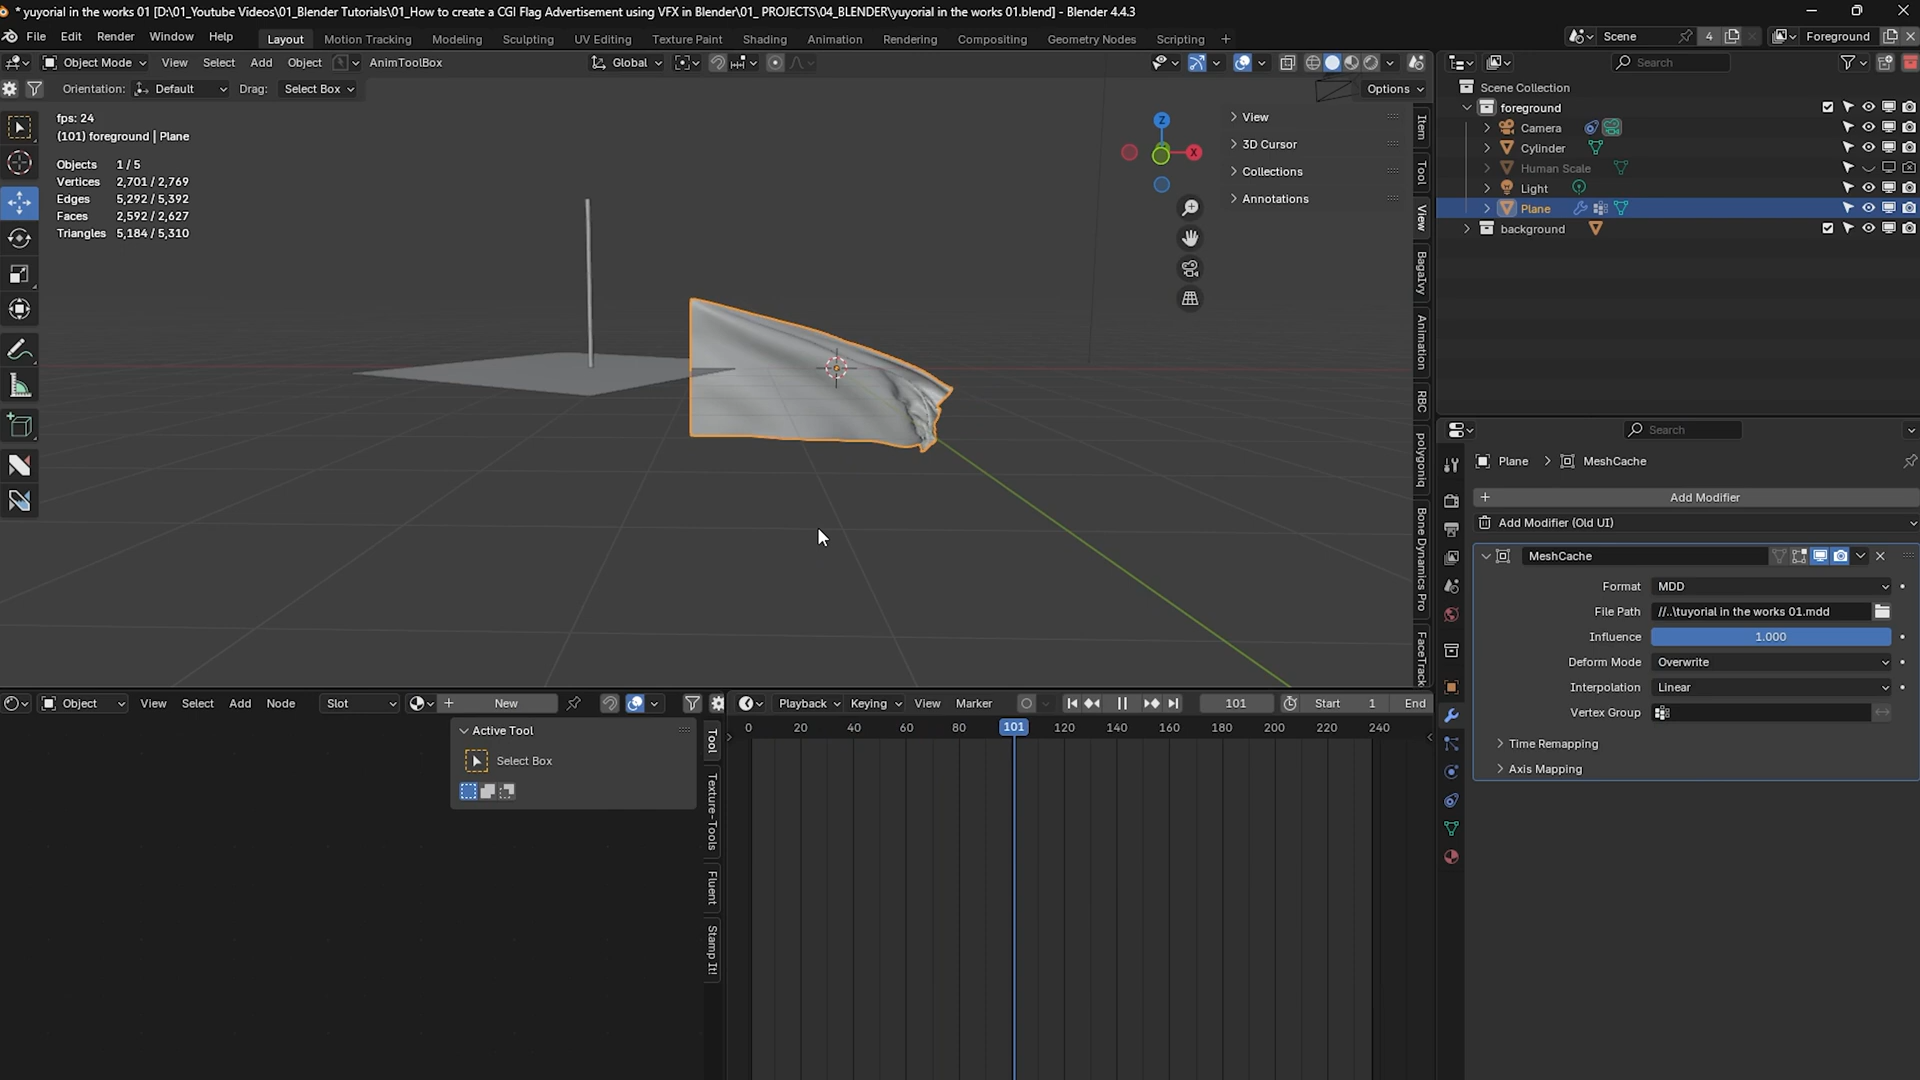 * yuyorial in the works 01 [D:\01_Youtube Videos\01_Blender Tutorials\01_How to create a CGI Flag Advertisement using VFX in Blender\01_ PROJECTS\04_BLENDER\yuyorial in the works 01.blend] - Blender 4.4.3
File Edit Render Window Help Layout Motion Tracking Modeling Sculpting UV Editing Texture Paint Shading Animation Rendering Compositing Geometry Nodes Scripting + Scene 4 Foreground
Object Mode View Select Add Object AnimToolBox Global Search
Orientation: Default Drag: Select Box Options
fps: 24
(101) foreground | Plane
Objects 1 / 5
Vertices 2,701 / 2,769
Edges 5,292 / 5,392
Faces 2,592 / 2,627
Triangles 5,184 / 5,310
Z
X
View
3D Cursor
Collections
Annotations
Item
Tool
View
BagaIvy
Animation
RBC
polygoniq
Bone Dynamics Pro
FaceTrack
Scene Collection
foreground
Camera
Cylinder
Human Scale
Light
Plane
background
Search
Plane > MeshCache
+ Add Modifier
Add Modifier (Old UI)
MeshCache
Format MDD
File Path //..\tuyorial in the works 01.mdd
Influence 1.000
Deform Mode Overwrite
Interpolation Linear
Vertex Group
Time Remapping
Axis Mapping
Object View Select Add Node Slot + New
Active Tool
Select Box
Tool
Texture-Tools
Fluent
Stamp It!
Playback Keying View Marker 101 Start 1 End
0 20 40 60 80 101 120 140 160 180 200 220 240